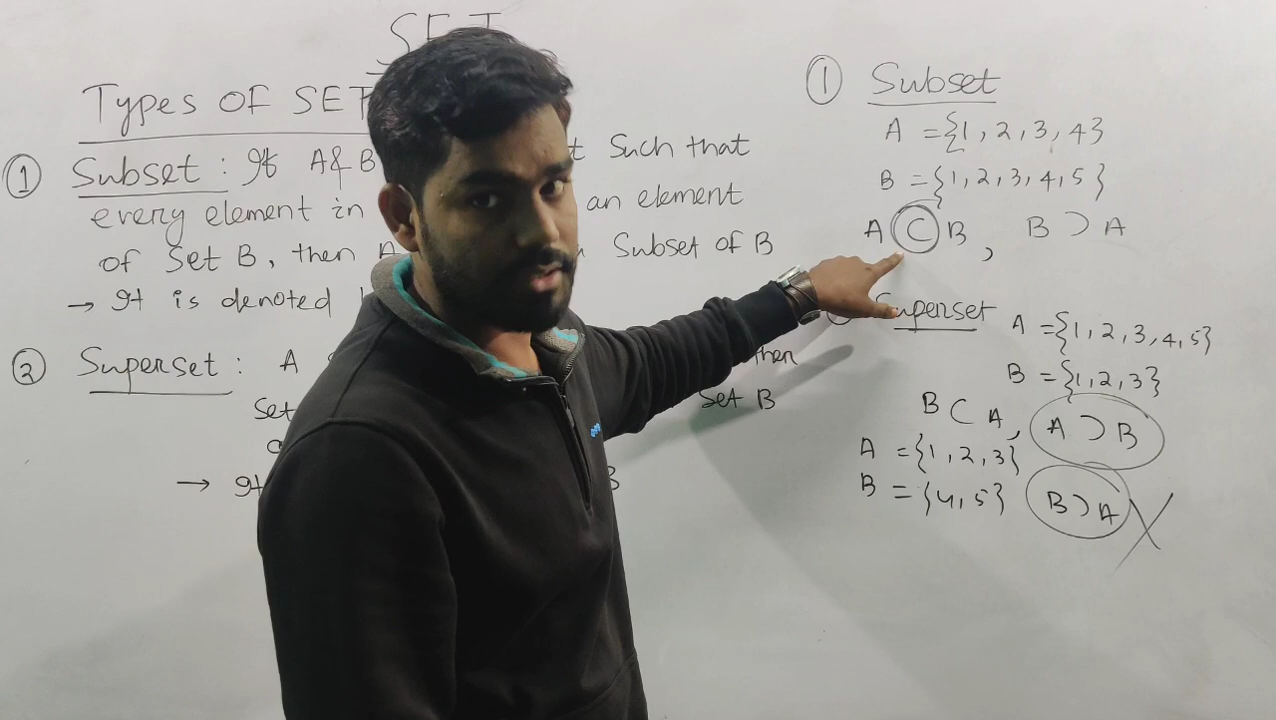 SET
Types OF SET
① Subset : If A & B t Such that
every element in an element
of Set B, then A Subset of B
→ It is denoted
② Superset : A then
Set Set B
→ It B
① Subset
A = {1, 2, 3, 4}
B = {1, 2, 3, 4, 5}
A ⊂ B, B ⊃ A
Superset
A = {1, 2, 3, 4, 5}
B = {1, 2, 3}
B ⊂ A, A ⊃ B
A = {1, 2, 3}
B = {4, 5} B ⊃ A